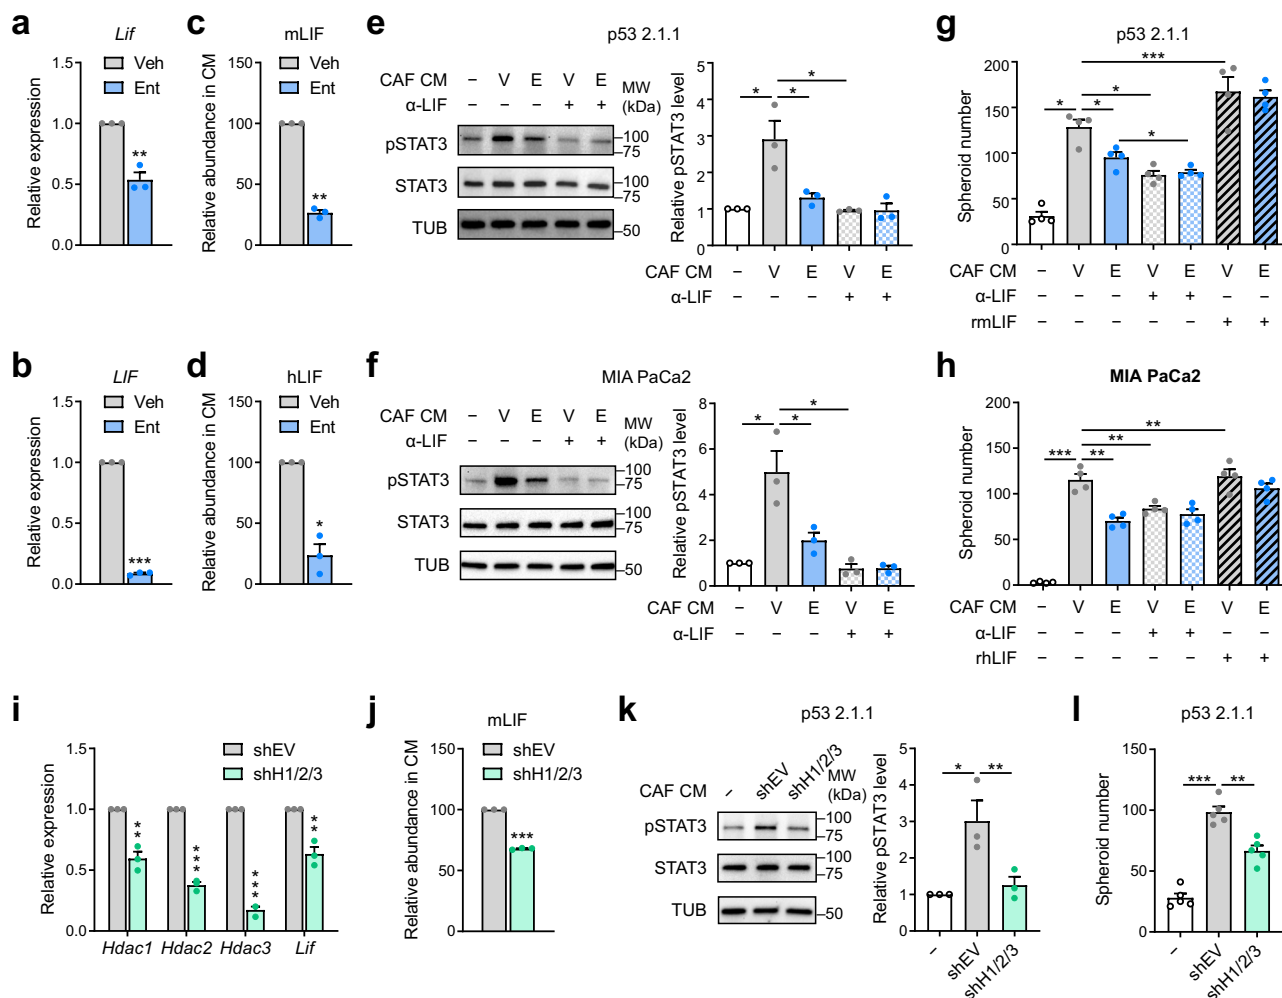 a
Lif
Veh
Ent
Relative expression
1.5
1.0
0.5
0.0
**
c
mLIF
Veh
Ent
Relative abundance in CM
150
100
50
0
**
e
p53 2.1.1
CAF CM – V E V E
α-LIF – – – + +
MW
(kDa)
pSTAT3
100
75
STAT3
100
75
TUB
50
Relative pSTAT3 level
5
4
3
2
1
0
* * *
CAF CM – V E V E
α-LIF – – – + +
g
p53 2.1.1
Spheroid number
200
150
100
50
0
***
*
* *
*
CAF CM – V E V E V E
α-LIF – – – + + – –
rmLIF – – – – – + +
b
LIF
Veh
Ent
Relative expression
1.5
1.0
0.5
0.0
***
d
hLIF
Veh
Ent
Relative abundance in CM
150
100
50
0
*
f
MIA PaCa2
CAF CM – V E V E
α-LIF – – – + +
MW
(kDa)
pSTAT3
100
75
STAT3
100
75
TUB
50
Relative pSTAT3 level
8
6
4
2
0
* * *
CAF CM – V E V E
α-LIF – – – + +
h
MIA PaCa2
Spheroid number
200
150
100
50
0
**
**
*** **
CAF CM – V E V E V E
α-LIF – – – + + – –
rhLIF – – – – – + +
i
shEV
shH1/2/3
Relative expression
1.5
1.0
0.5
0.0
** *** *** **
Hdac1 Hdac2 Hdac3 Lif
j
mLIF
shEV
shH1/2/3
Relative abundance in CM
150
100
50
0
***
k
p53 2.1.1
CAF CM – shEV shH1/2/3
MW
(kDa)
pSTAT3
100
75
STAT3
100
75
TUB
50
Relative pSTAT3 level
5
4
3
2
1
0
* **
– shEV shH1/2/3
l
p53 2.1.1
Spheroid number
150
100
50
0
*** **
– shEV shH1/2/3